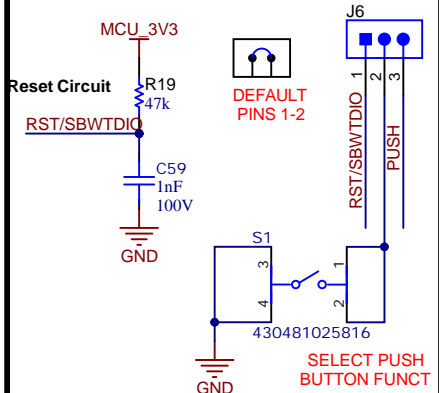 MCU_3V3
J6
Reset Circuit
R19
47k
DEFAULT
PINS 1-2
1
2
3
RST/SBWTDIO
RST/SBWTDIO
PUSH
C59
1nF
100V
GND
S1
3
4
1
2
430481025816
GND
SELECT PUSH
BUTTON FUNCT